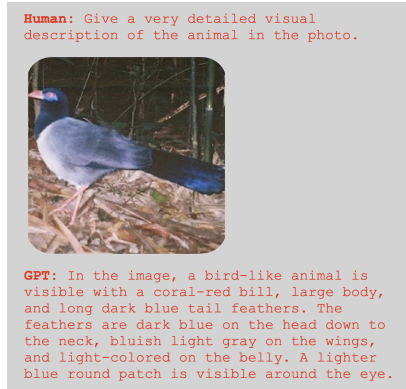 Human: Give a very detailed visual
description of the animal in the photo.
GPT: In the image, a bird-like animal is
visible with a coral-red bill, large body,
and long dark blue tail feathers. The
feathers are dark blue on the head down to
the neck, bluish light gray on the wings,
and light-colored on the belly. A lighter
blue round patch is visible around the eye.